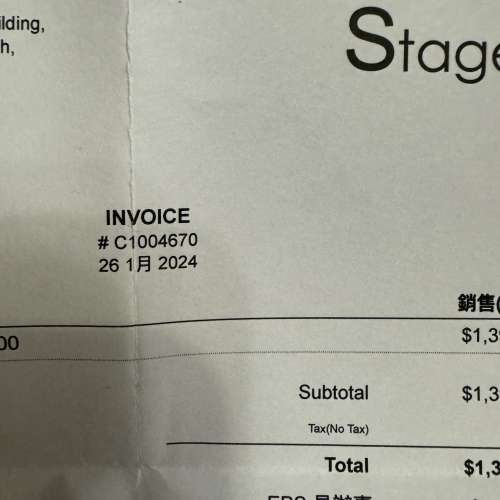 ilding,
h,
Stage
INVOICE
# C1004670
26 1月 2024
銷售(
00 $1,3
Subtotal $1,3
Tax(No Tax)
Total $1,3
EPS